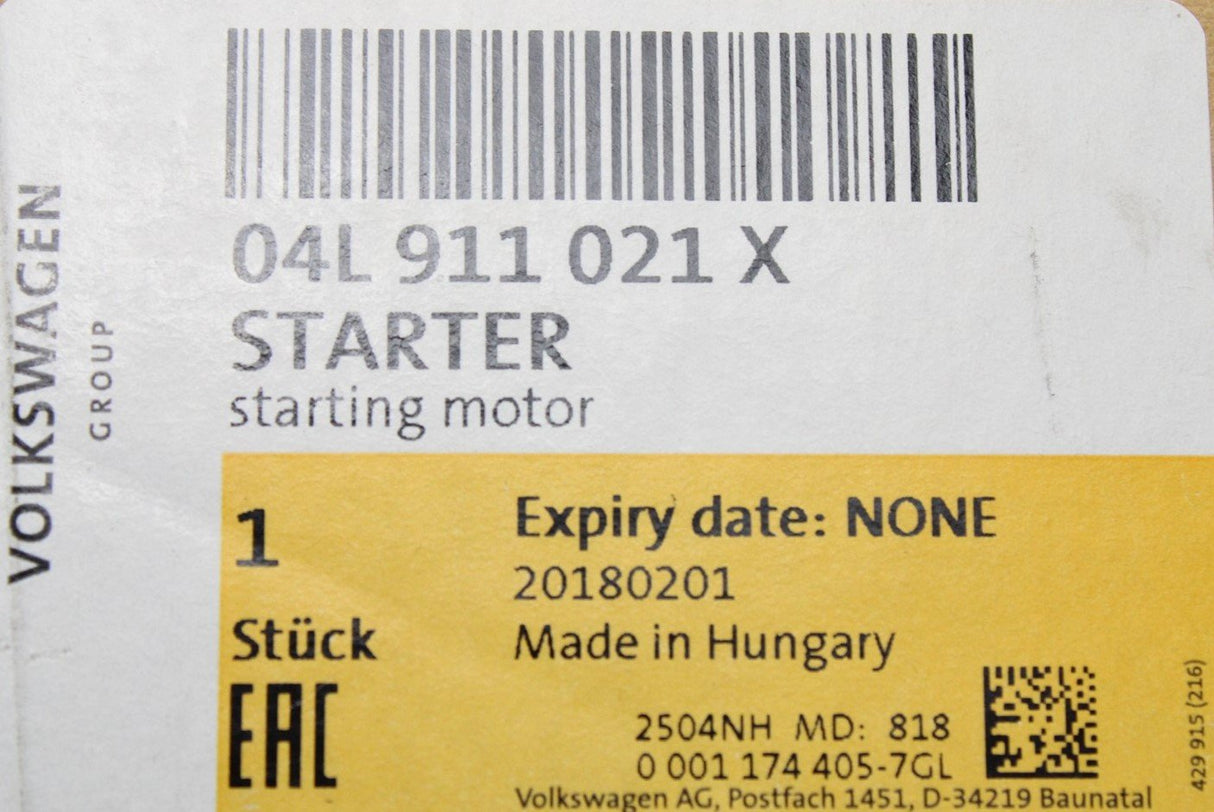 VOLKSWAGEN
GROUP
04L 911 021 X
STARTER
starting motor
1
Stück
EAC
Expiry date: NONE
20180201
Made in Hungary
2504NH MD: 818
0 001 174 405-7GL
Volkswagen AG, Postfach 1451, D-34219 Baunatal
429 915 (216)